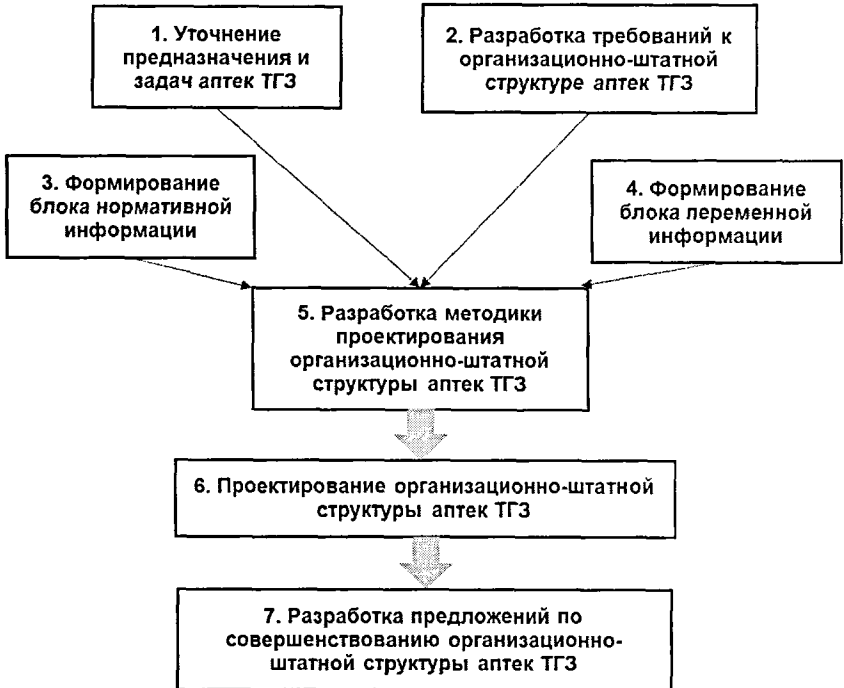 1. Уточнение
предназначения и
задач аптек ТГЗ
2. Разработка требований к
организационно-штатной
структуре аптек ТГЗ
3. Формирование
блока нормативной
информации
4. Формирование
блока переменной
информации
5. Разработка методики
проектирования
организационно-штатной
структуры аптек ТГЗ
6. Проектирование организационно-штатной
структуры аптек ТГЗ
7. Разработка предложений по
совершенствованию организационно-
штатной структуры аптек ТГЗ